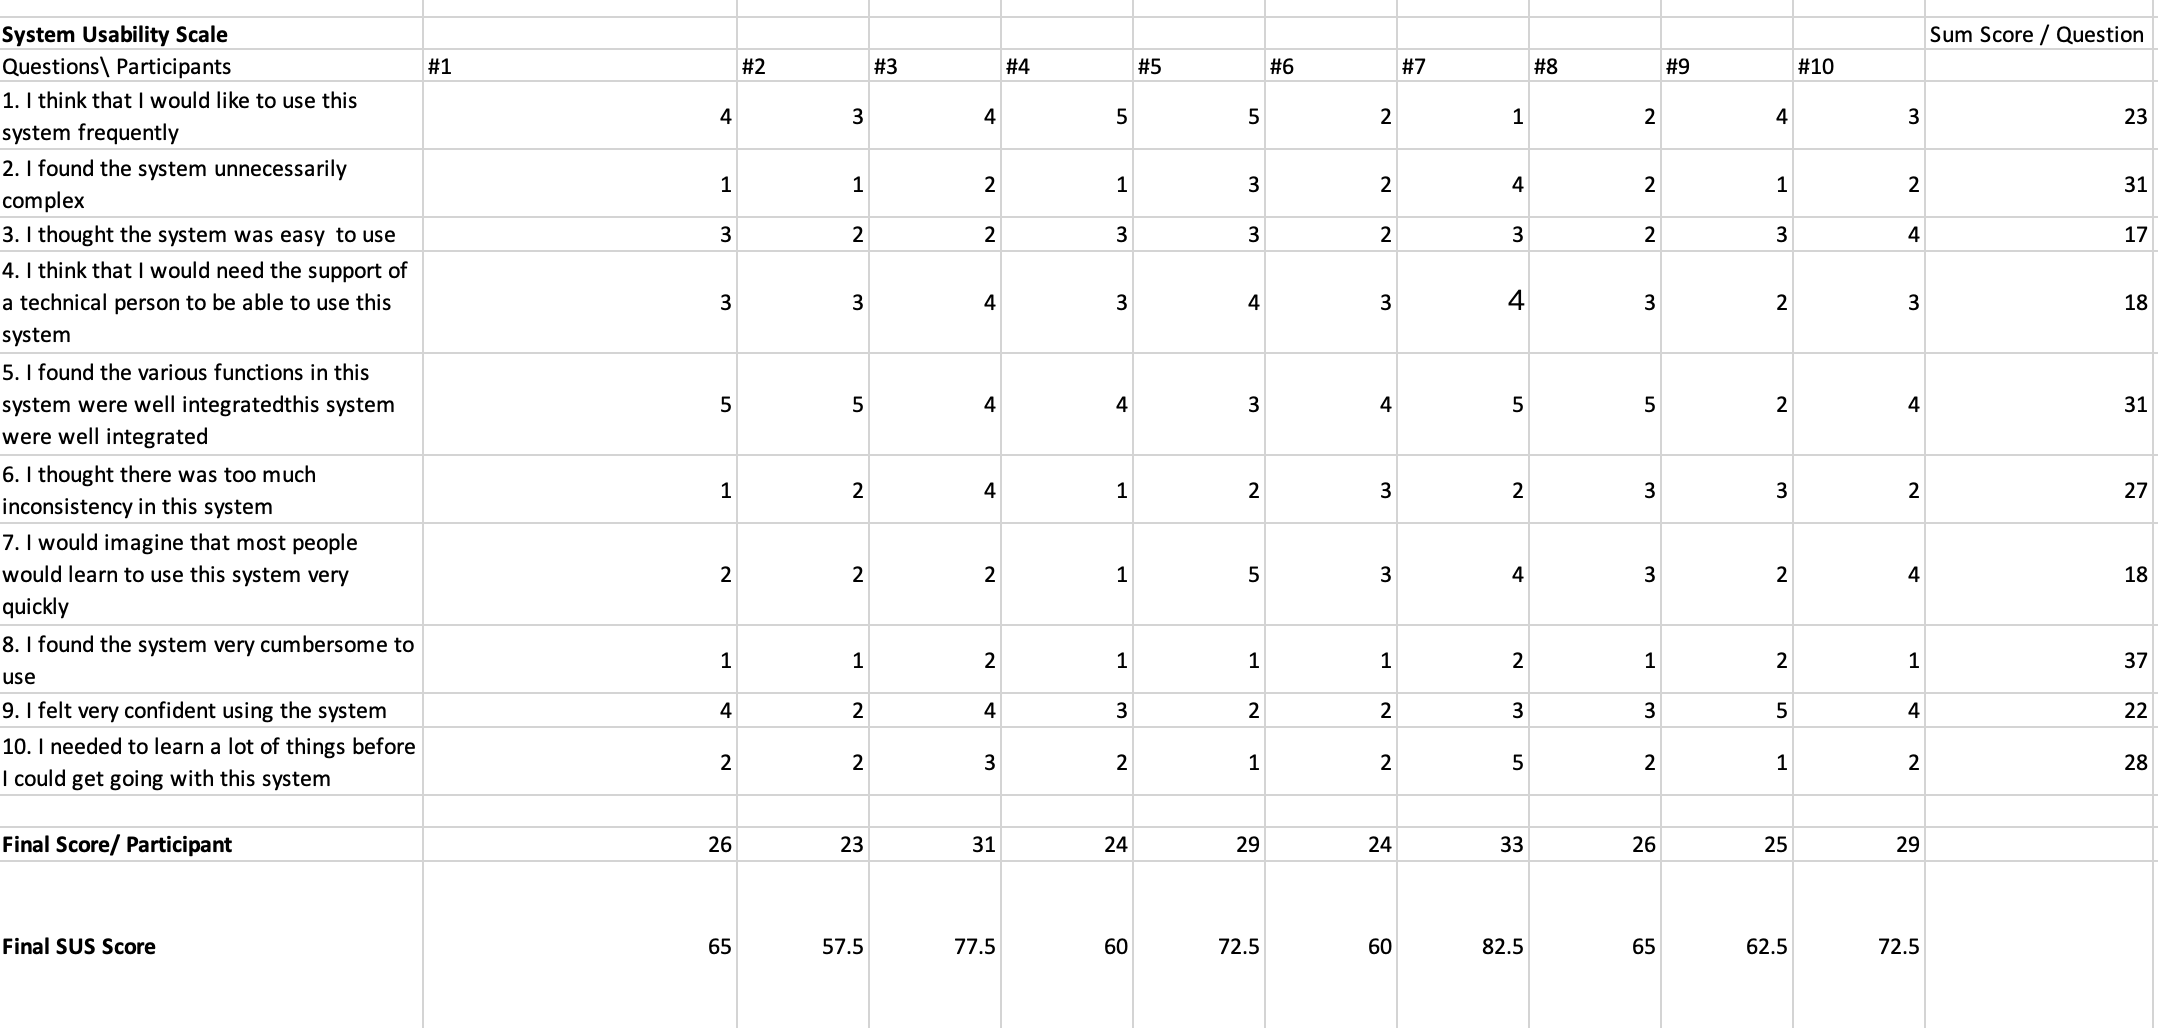 System Usability Scale Sum Score / Question
Questions\ Participants #1 #2 #3 #4 #5 #6 #7 #8 #9 #10
1. I think that I would like to use this
system frequently 4 3 4 5 5 2 1 2 4 3 23
2. I found the system unnecessarily
complex 1 1 2 1 3 2 4 2 1 2 31
3. I thought the system was easy  to use 3 2 2 3 3 2 3 2 3 4 17
4. I think that I would need the support of
a technical person to be able to use this 3 3 4 3 4 3 4 3 2 3 18
system
5. I found the various functions in this
system were well integratedthis system 5 5 4 4 3 4 5 5 2 4 31
were well integrated
6. I thought there was too much
inconsistency in this system 1 2 4 1 2 3 2 3 3 2 27
7. I would imagine that most people
would learn to use this system very 2 2 2 1 5 3 4 3 2 4 18
quickly
8. I found the system very cumbersome to
use 1 1 2 1 1 1 2 1 2 1 37
9. I felt very confident using the system 4 2 4 3 2 2 3 3 5 4 22
10. I needed to learn a lot of things before
I could get going with this system 2 2 3 2 1 2 5 2 1 2 28
Final Score/ Participant 26 23 31 24 29 24 33 26 25 29
Final SUS Score 65 57.5 77.5 60 72.5 60 82.5 65 62.5 72.5